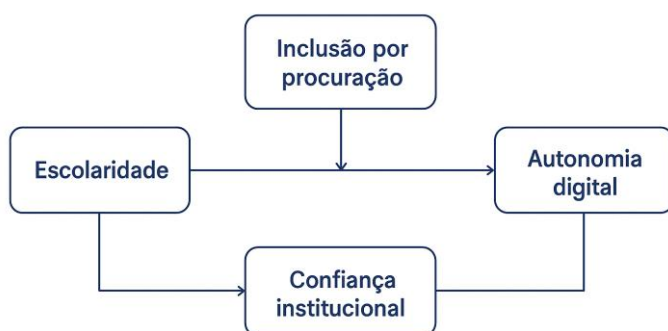 Inclusão por
procuração
Escolaridade
Autonomia
digital
Confiança
institucional